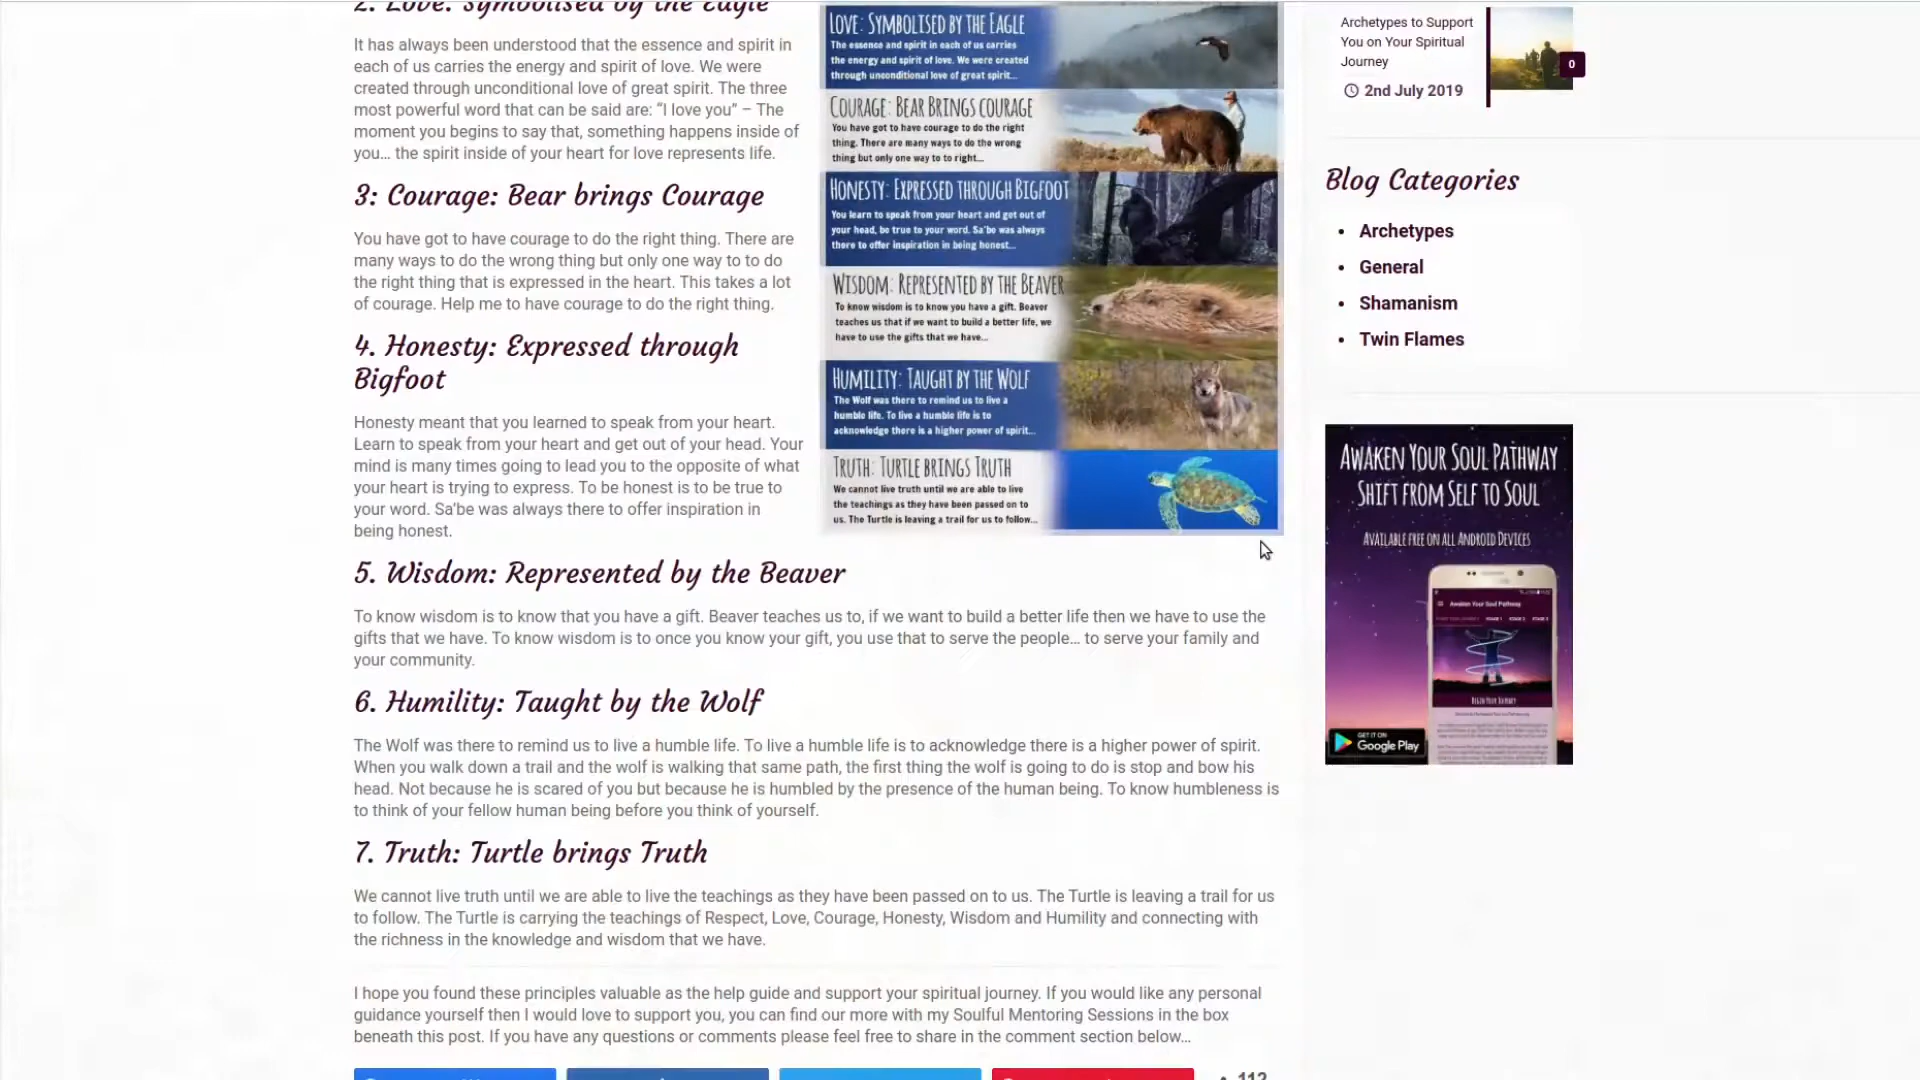 2. Love: Symbolised by the Eagle
It has always been understood that the essence and spirit in
each of us carries the energy and spirit of love. We were
created through unconditional love of great spirit. The three
most powerful word that can be said are: “I love you” – The
moment you begins to say that, something happens inside of
you… the spirit inside of your heart for love represents life.
3: Courage: Bear brings Courage
You have got to have courage to do the right thing. There are
many ways to do the wrong thing but only one way to to do
the right thing that is expressed in the heart. This takes a lot
of courage. Help me to have courage to do the right thing.
4. Honesty: Expressed through
Bigfoot
Honesty meant that you learned to speak from your heart.
Learn to speak from your heart and get out of your head. Your
mind is many times going to lead you to the opposite of what
your heart is trying to express. To be honest is to be true to
your word. Sa’be was always there to offer inspiration in
being honest.
LOVE: SYMBOLISED BY THE EAGLE
The essence and spirit in each of us carries
the energy and spirit of love. We were created
through unconditional love of great spirit...
COURAGE: BEAR BRINGS COURAGE
You have got to have courage to do the right
thing. There are many ways to do the wrong
thing but only one way to to right...
HONESTY: EXPRESSED THROUGH BIGFOOT
You learn to speak from your heart and get out of
your head, be true to your word. Sa'be was always
there to offer inspiration in being honest...
WISDOM: REPRESENTED BY THE BEAVER
To know wisdom is to know you have a gift. Beaver
teaches us that if we want to build a better life, we
have to use the gifts that we have...
HUMILITY: TAUGHT BY THE WOLF
The Wolf was there to remind us to live a
humble life. To live a humble life is to
acknowledge there is a higher power of spirit...
TRUTH: TURTLE BRINGS TRUTH
We cannot live truth until we are able to live
the teachings as they have been passed on to
us. The Turtle is leaving a trail for us to follow...
5. Wisdom: Represented by the Beaver
To know wisdom is to know that you have a gift. Beaver teaches us to, if we want to build a better life then we have to use the
gifts that we have. To know wisdom is to once you know your gift, you use that to serve the people… to serve your family and
your community.
6. Humility: Taught by the Wolf
The Wolf was there to remind us to live a humble life. To live a humble life is to acknowledge there is a higher power of spirit.
When you walk down a trail and the wolf is walking that same path, the first thing the wolf is going to do is stop and bow his
head. Not because he is scared of you but because he is humbled by the presence of the human being. To know humbleness is
to think of your fellow human being before you think of yourself.
7. Truth: Turtle brings Truth
We cannot live truth until we are able to live the teachings as they have been passed on to us. The Turtle is leaving a trail for us
to follow. The Turtle is carrying the teachings of Respect, Love, Courage, Honesty, Wisdom and Humility and connecting with
the richness in the knowledge and wisdom that we have.
I hope you found these principles valuable as the help guide and support your spiritual journey. If you would like any personal
guidance yourself then I would love to support you, you can find our more with my Soulful Mentoring Sessions in the box
beneath this post. If you have any questions or comments please feel free to share in the comment section below…
112
Archetypes to Support
You on Your Spiritual
Journey
2nd July 2019
0
Blog Categories
Archetypes
General
Shamanism
Twin Flames
AWAKEN YOUR SOUL PATHWAY
SHIFT FROM SELF TO SOUL
AVAILABLE FREE ON ALL ANDROID DEVICES
Awaken Your Soul Pathway
BEGIN YOUR JOURNEY
GET IT ON
Google Play